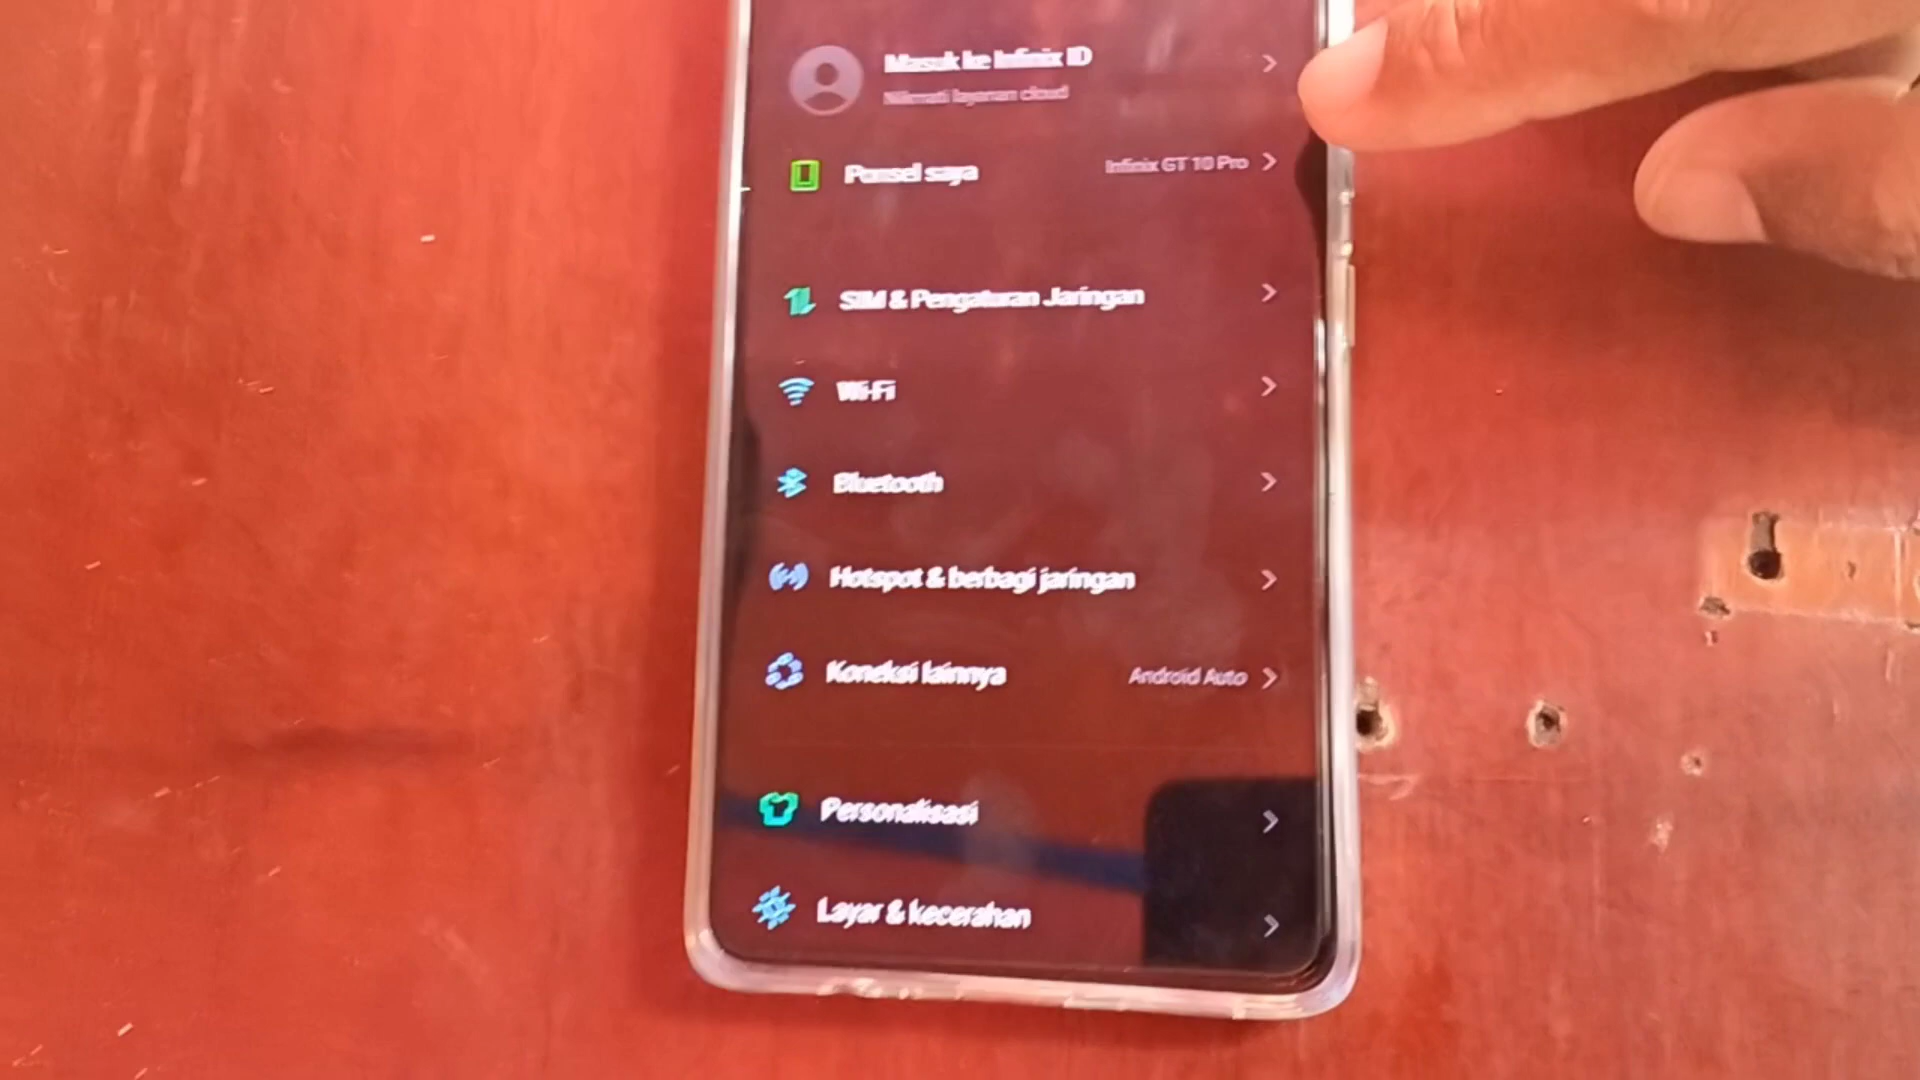 Masuk ke Infinix ID
Nikmati layanan cloud
Ponsel saya
Infinix GT 10 Pro
SIM & Pengaturan Jaringan
Wi-Fi
Bluetooth
Hotspot & berbagi jaringan
Koneksi lainnya
Android Auto
Personalisasi
Layar & kecerahan